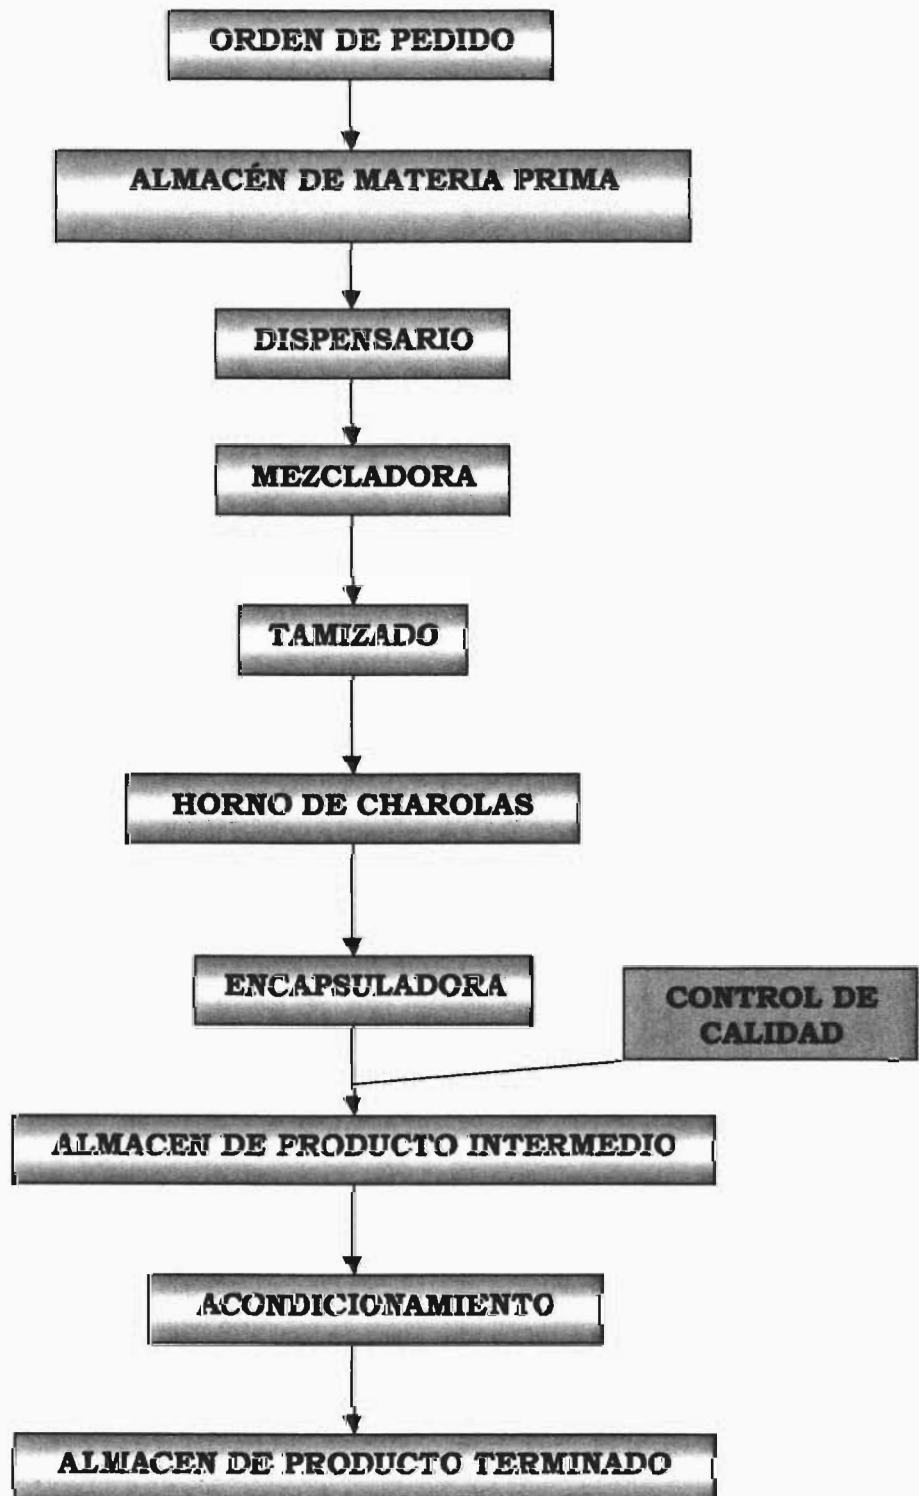 ORDEN DE PEDIDO
ALMACÉN DE MATERIA PRIMA
DISPENSARIO
MEZCLADORA
TAMIZADO
HORNO DE CHAROLAS
ENCAPSULADORA
CONTROL DE
CALIDAD
ALMACEN DE PRODUCTO INTERMEDIO
ACONDICIONAMIENTO
ALMACEN DE PRODUCTO TERMINADO